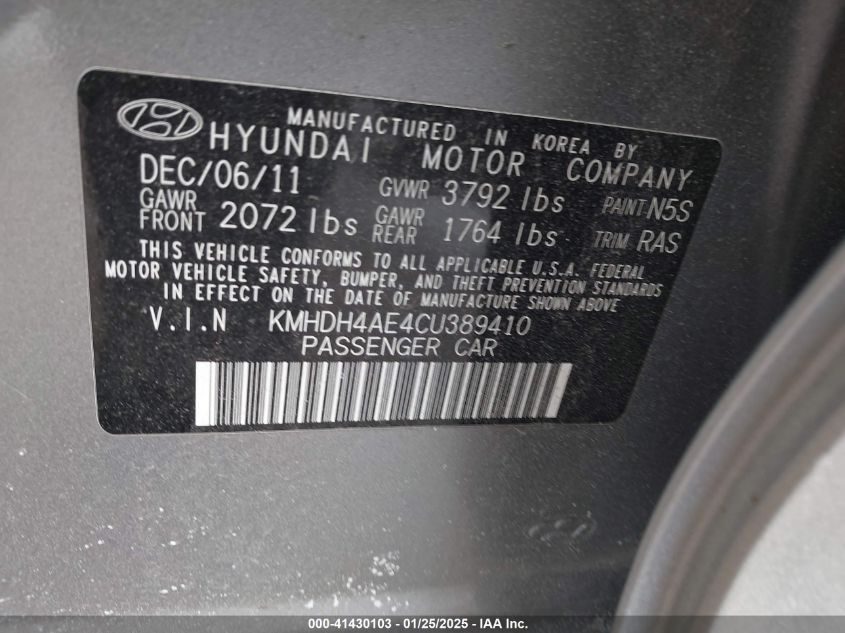 MANUFACTURED IN KOREA BY
HYUNDAI MOTOR COMPANY
DEC/06/11 GVWR 3792 lbs PAINT N5S
GAWR FRONT 2072 lbs GAWR REAR 1764 lbs TRIM RAS
THIS VEHICLE CONFORMS TO ALL APPLICABLE U.S.A. FEDERAL
MOTOR VEHICLE SAFETY, BUMPER, AND THEFT PREVENTION STANDARDS
IN EFFECT ON THE DATE OF MANUFACTURE SHOWN ABOVE
V.I.N KMHDH4AE4CU389410
PASSENGER CAR
000-41430103 - 01/25/2025 - IAA Inc.